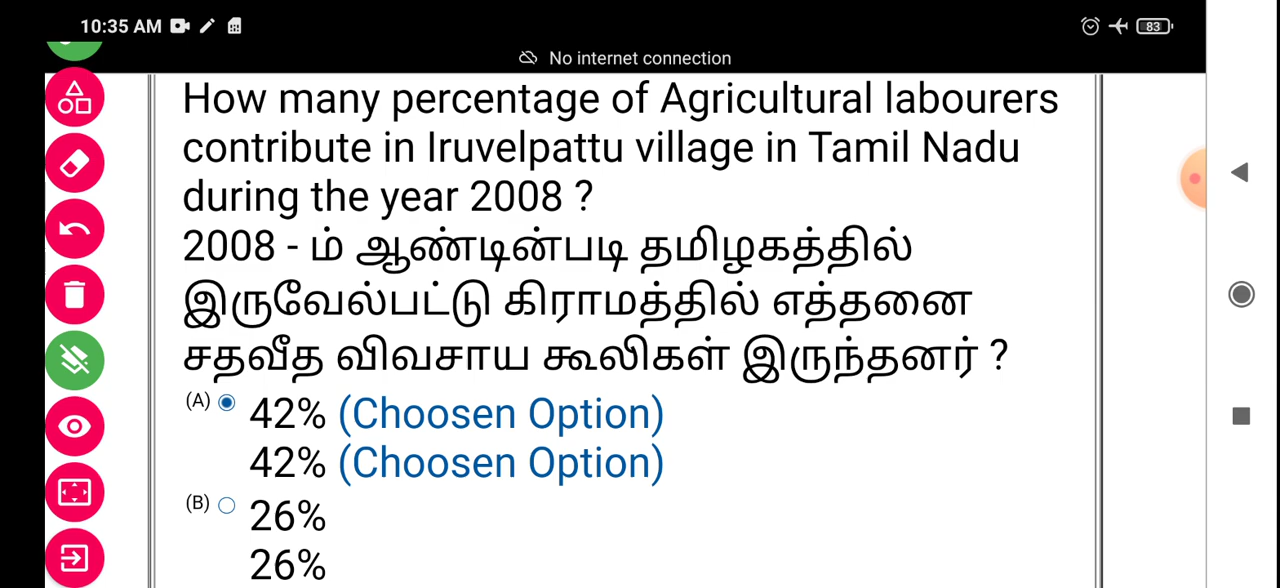 10:35 AM
83
No internet connection
How many percentage of Agricultural labourers
contribute in Iruvelpattu village in Tamil Nadu
during the year 2008 ?
2008 - ம் ஆண்டின்படி தமிழகத்தில்
இருவேல்பட்டு கிராமத்தில் எத்தனை
சதவீத விவசாய கூலிகள் இருந்தனர் ?
(A) 42% (Choosen Option)
42% (Choosen Option)
(B) 26%
26%